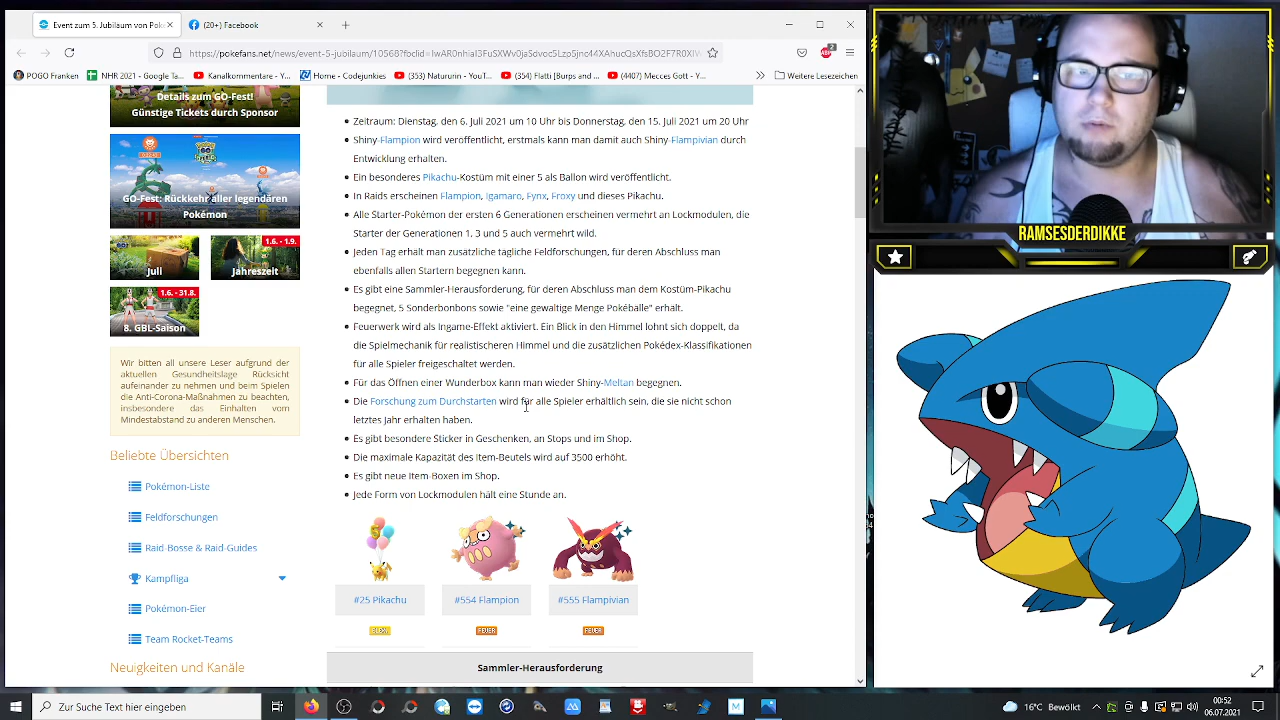 Event zum 5. Jubiläum von Pok
(20+) Facebook
https://pokefans.net/news/event-5-jubilaum/10568?fbclid=
POGO Franken
NHR 2021 - Google Ta...
Kanalkommentare - Y...
Home - Codejunkies
(353) Naturunin - YouT...
(354) Flatti [Burps and ...
(4407) Mecces Gott - Y...
Weitere Lesezeichen
Details zum GO-Fest!
Günstige Tickets durch Sponsor
GO-Fest: Rückkehr aller legendären
Pokémon
1.6. - 1.9.
Juli
Jahreszeit
1.6. - 31.8.
8. GBL-Saison
Wir bitten all unsere Leser aufgrund der
aktuellen Gesundheitslage Rücksicht
aufeinander zu nehmen und beim Spielen
die Anti-Corona-Maßnahmen zu beachten,
insbesondere das Einhalten vom
Mindestabstand zu anderen Menschen.
Beliebte Übersichten
Pokémon-Liste
Feldforschungen
Raid-Bosse & Raid-Guides
Kampfliga
Pokémon-Eier
Team Rocket-Teams
Neuigkeiten und Kanäle
Zeitraum: Dienstag, den 6. Juli 2021 um 10 Uhr bis Donnerstag, den 15. Juli 2021 um 20 Uhr
Shiny-Flampion wird veröffentlicht, erstmals kann man damit auch Shiny-Flampivian durch
Entwicklung erhalten.
Ein besonderes Pikachu-Kostüm mit einer 5 als Ballon wird veröffentlicht.
In Raids erscheinen Flampion, Igamaro, Fynx, Froxy und dieses Pikachu.
Alle Starter-Pokémon der ersten 6 Generationen erscheinen vermehrt an Lockmodulen, die
Starter der Generationen 1, 3 und 5 auch vermehrt wild.
Analog erhält man zusätzliche tägliche Feldforschungen, für deren Abschluss man
ebenfalls allen Startern begegnen kann.
Es gibt eine Sammler-Herausforderung, für deren Abschluss man dem Kostüm-Pikachu
begegnet, 5 Sonderbonbons sowie "eine gewaltige Menge Pokébälle" erhält.
Feuerwerk wird als Ingame-Effekt aktiviert. Ein Blick in den Himmel lohnt sich doppelt, da
die Spielmechanik für realistischeren Himmel und die zusätzlichen Pokédex-Klassifikationen
für alle Spieler freigeschaltet werden.
Für das Öffnen einer Wunderbox kann man wieder Shiny-Meltan begegnen.
Die Forschung zum Durchstarten wird für alle Spieler erhältlich sein, die sie nicht schon
letztes Jahr erhalten haben.
Es gibt besondere Sticker in Geschenken, an Stops und im Shop.
Die maximale Kapazität des Item-Beutels wird auf 3500 erhöht.
Es gibt neue Item-Boxen im Shop.
Jede Form von Lockmodulen hält eine Stunde an.
#25 Pikachu
#554 Flampion
#555 Flampivian
FEUER
FEUER
Sammler-Herausforderung
RAMSESDERDIKKE
Zur Suche Text hier eingeben
16°C Bewölkt
00:52
06.07.2021